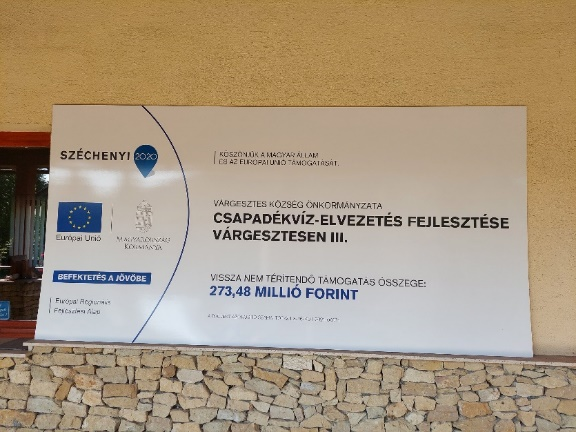 SZÉCHENYI 2020
KÖSZÖNJÜK A MAGYAR ÁLLAM
ÉS AZ EURÓPAI UNIÓ TÁMOGATÁSÁT.
Európai Unió
MAGYARORSZÁG
KORMÁNYA
BEFEKTETÉS A JÖVŐBE
Európai Regionális
Fejlesztési Alap
VÁRGESZTES KÖZSÉG ÖNKORMÁNYZATA
CSAPADÉKVÍZ-ELVEZETÉS FEJLESZTÉSE
VÁRGESZTESEN III.
VISSZA NEM TÉRÍTENDŐ TÁMOGATÁS ÖSSZEGE:
273,48 MILLIÓ FORINT